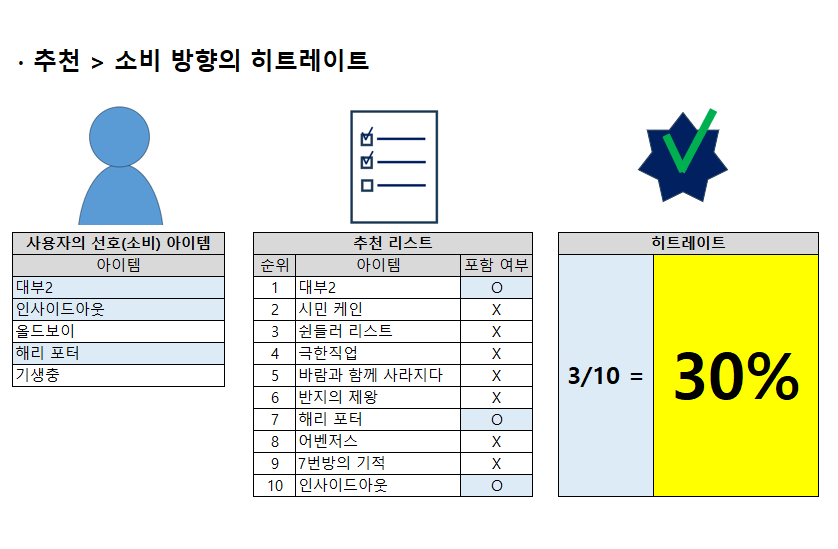 · 추천 > 소비 방향의 히트레이트
사용자의 선호(소비) 아이템
아이템
대부2
인사이드아웃
올드보이
해리 포터
기생충
추천 리스트
순위 아이템 포함 여부
1 대부2 O
2 시민 케인 X
3 쉰들러 리스트 X
4 극한직업 X
5 바람과 함께 사라지다 X
6 반지의 제왕 X
7 해리 포터 O
8 어벤저스 X
9 7번방의 기적 X
10 인사이드아웃 O
히트레이트
3/10 = 30%